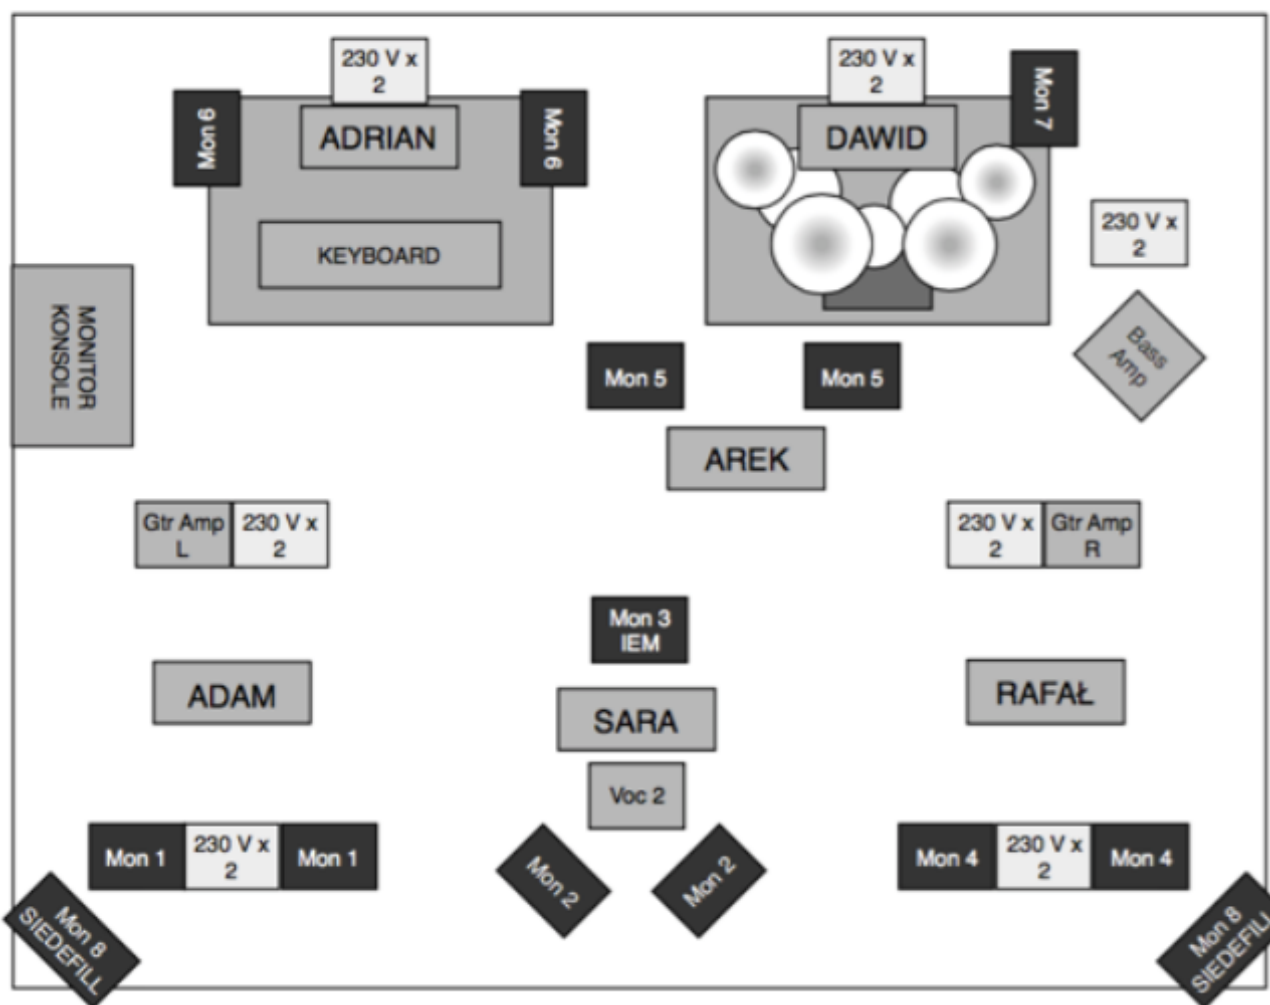 230 V x
2
230 V x
2
Mon 7
Mon 6
ADRIAN
Mon 6
DAWID
230 V x
2
KEYBOARD
MONITOR
KONSOLE
Bass
Amp
Mon 5
Mon 5
AREK
Gtr Amp
L
230 V x
2
230 V x
2
Gtr Amp
R
Mon 3
IEM
ADAM
SARA
RAFAŁ
Voc 2
Mon 1
230 V x
2
Mon 1
Mon 2
Mon 2
Mon 4
230 V x
2
Mon 4
Mon 8
SIEDEFILL
Mon 8
SIEDEFILL